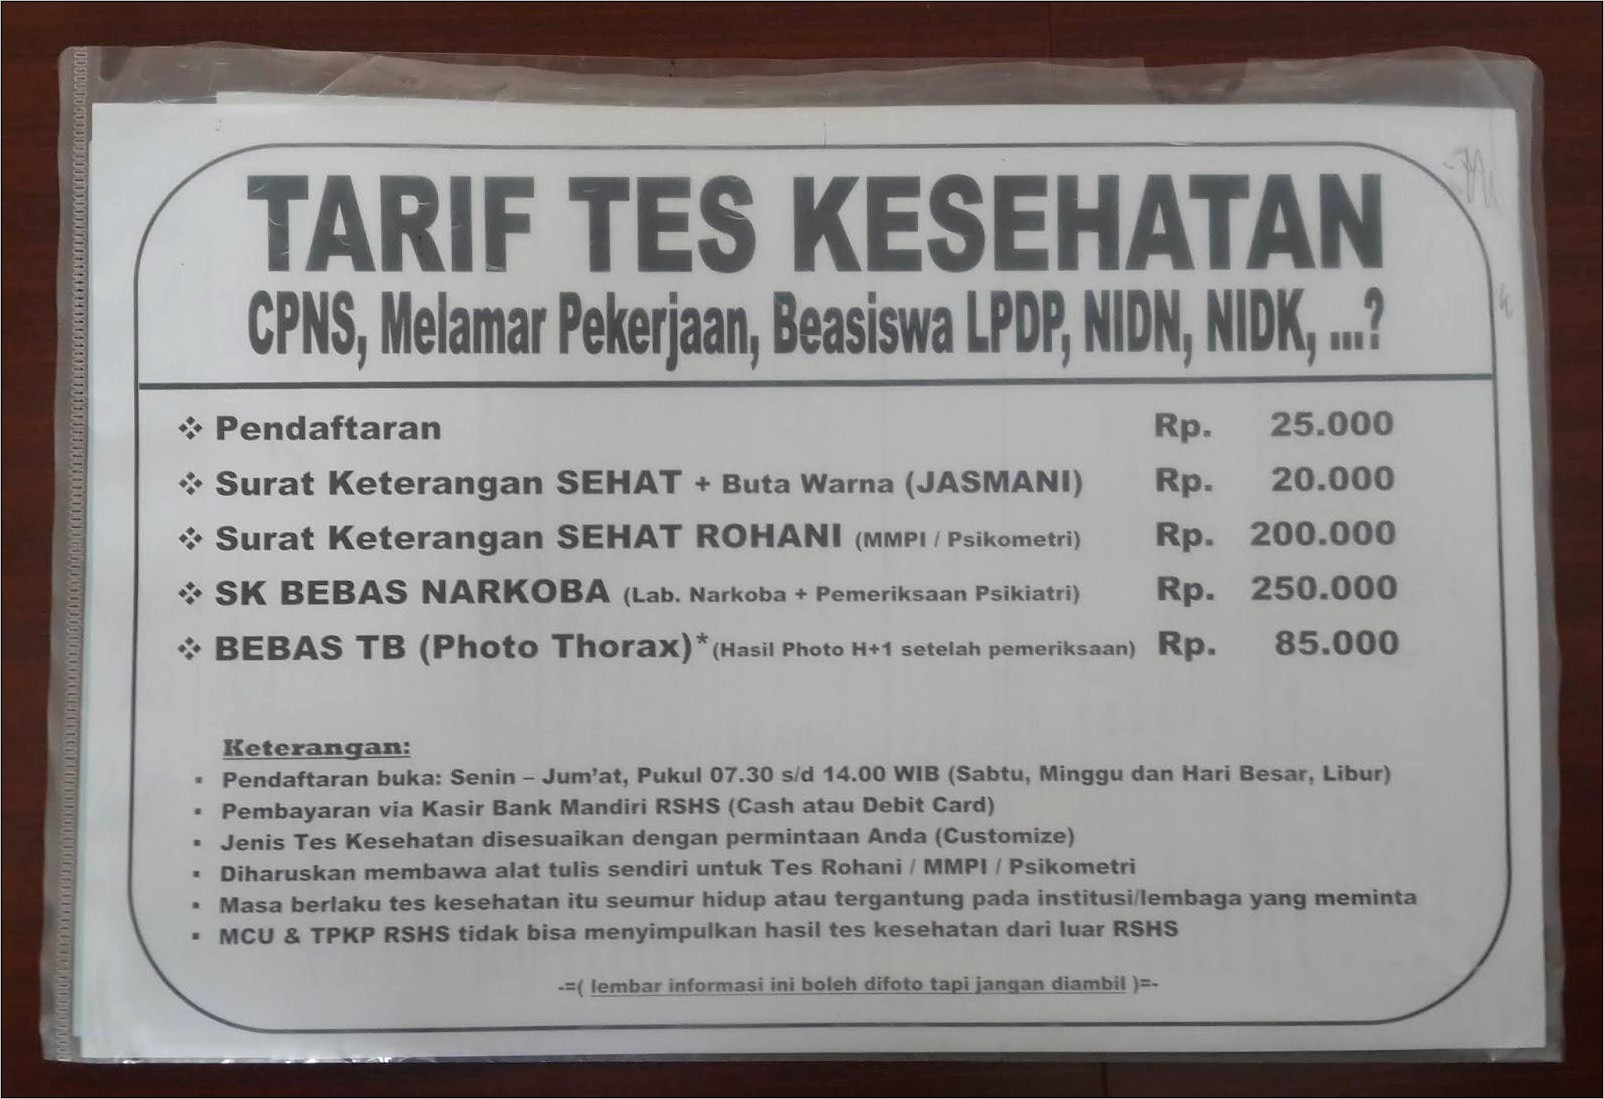 TARIF TES KESEHATAN
CPNS, Melamar Pekerjaan, Beasiswa LPDP, NIDN, NIDK, ...?
❖ Pendaftaran Rp. 25.000
❖ Surat Keterangan SEHAT + Buta Warna (JASMANI) Rp. 20.000
❖ Surat Keterangan SEHAT ROHANI (MMPI / Psikometri) Rp. 200.000
❖ SK BEBAS NARKOBA (Lab. Narkoba + Pemeriksaan Psikiatri) Rp. 250.000
❖ BEBAS TB (Photo Thorax)* (Hasil Photo H+1 setelah pemeriksaan) Rp. 85.000
Keterangan:
▪ Pendaftaran buka: Senin – Jum'at, Pukul 07.30 s/d 14.00 WIB (Sabtu, Minggu dan Hari Besar, Libur)
▪ Pembayaran via Kasir Bank Mandiri RSHS (Cash atau Debit Card)
▪ Jenis Tes Kesehatan disesuaikan dengan permintaan Anda (Customize)
▪ Diharuskan membawa alat tulis sendiri untuk Tes Rohani / MMPI / Psikometri
▪ Masa berlaku tes kesehatan itu seumur hidup atau tergantung pada institusi/lembaga yang meminta
▪ MCU & TPKP RSHS tidak bisa menyimpulkan hasil tes kesehatan dari luar RSHS
-=( lembar informasi ini boleh difoto tapi jangan diambil )=-